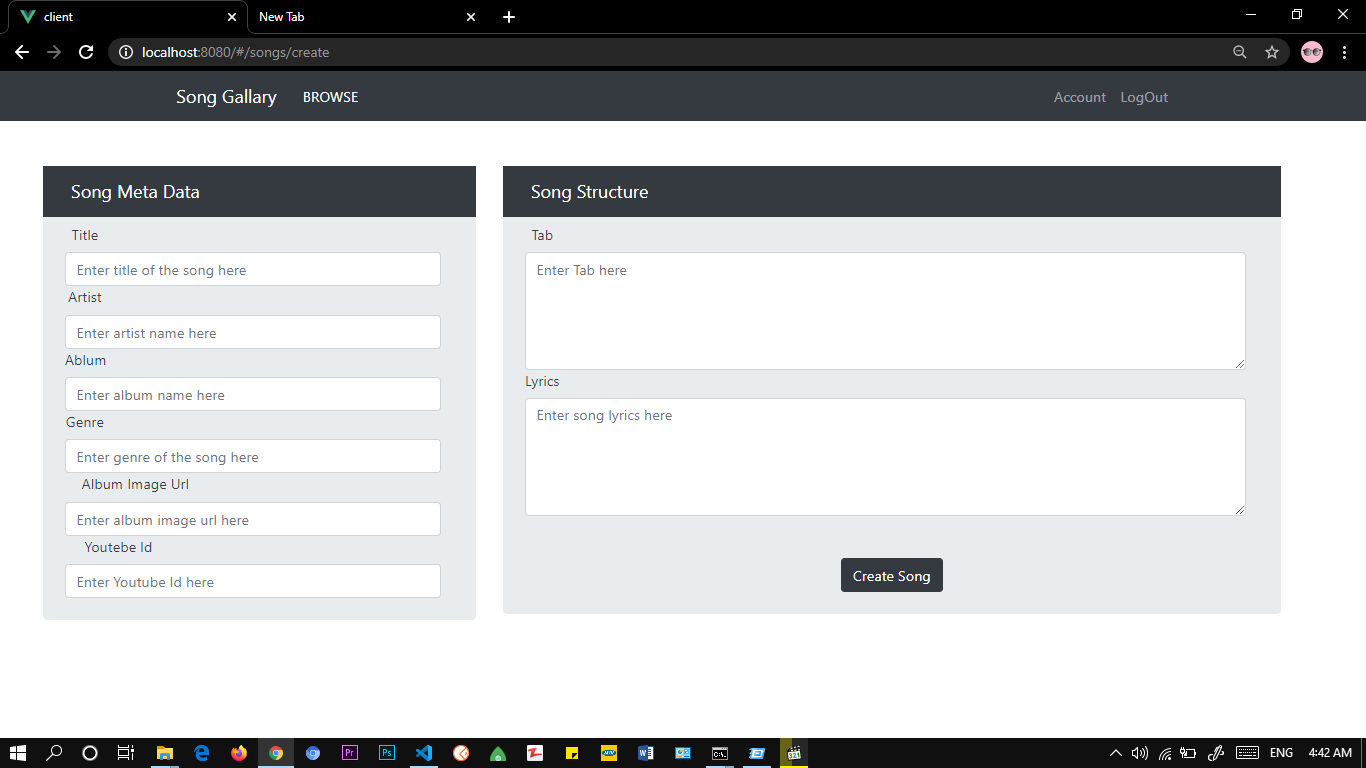 client
New Tab
localhost:8080/#/songs/create
Song Gallary BROWSE Account LogOut
Song Meta Data
Title
Enter title of the song here
Artist
Enter artist name here
Ablum
Enter album name here
Genre
Enter genre of the song here
Album Image Url
Enter album image url here
Youtebe Id
Enter Youtube Id here
Song Structure
Tab
Enter Tab here
Lyrics
Enter song lyrics here
Create Song
Pr
Ps
ENG
4:42 AM